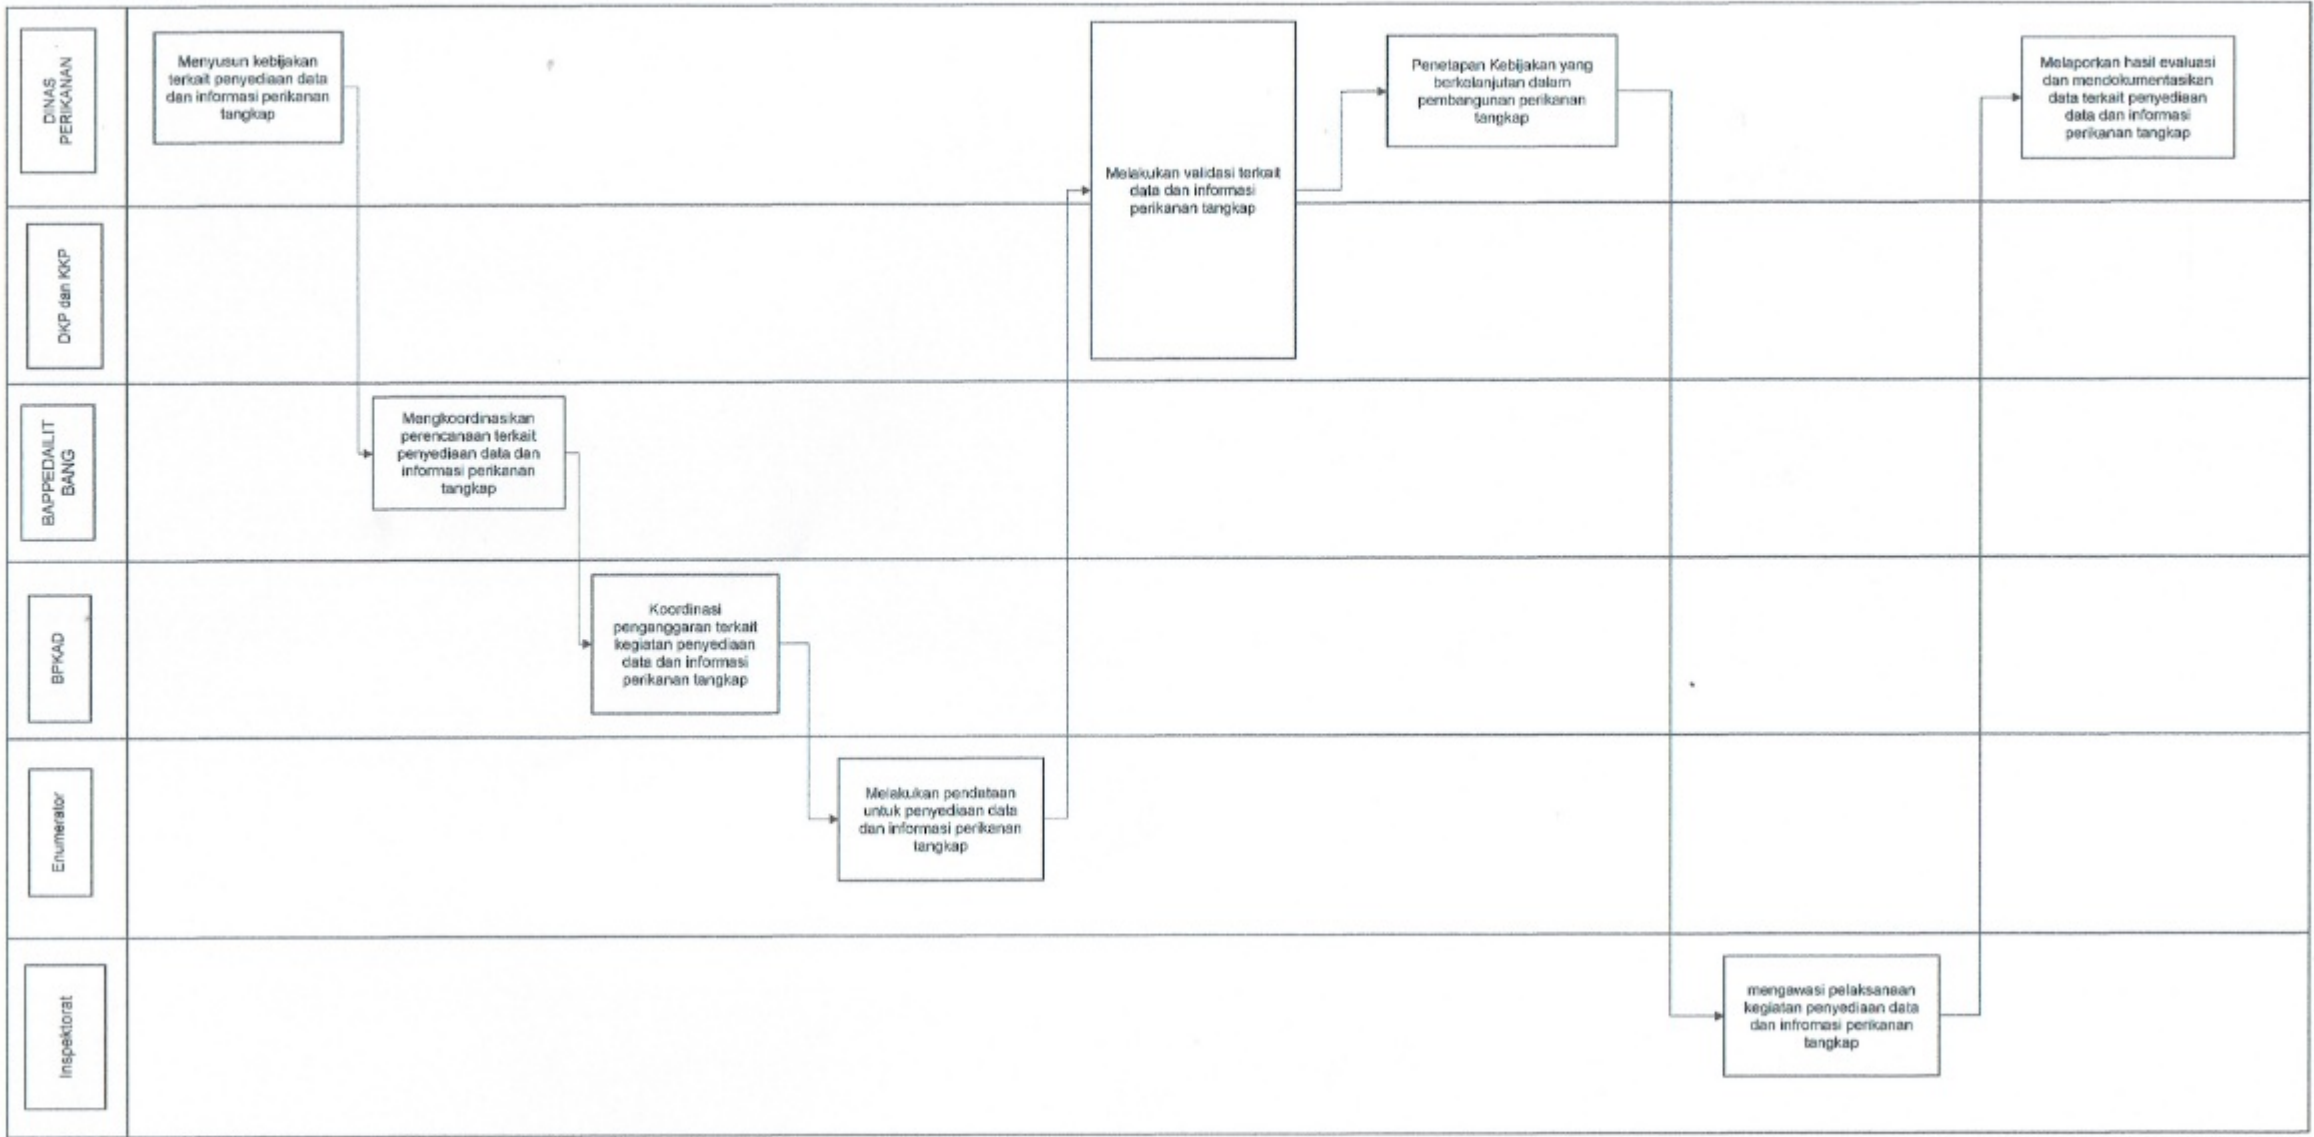 DINAS
PERIKANAN
Menyusun kebijakan
terkait penyediaan data
dan informasi perikanan
tangkap
Melakukan validasi terkait
data dan informasi
perikanan tangkap
Penetapan Kebijakan yang
berkelanjutan dalam
pembangunan perikanan
tangkap
Melaporkan hasil evaluasi
dan mendokumentasikan
data terkait penyediaan
data dan informasi
perikanan tangkap
DKP dan KKP
BAPPEDALIT
BANG
Mengkoordinasikan
perencanaan terkait
penyediaan data dan
informasi perikanan
tangkap
BPKAD
Koordinasi
penganggaran terkait
kegiatan penyediaan
data dan informasi
perikanan tangkap
Enumerator
Melakukan pendataan
untuk penyediaan data
dan informasi perikanan
tangkap
Inspektorat
mengawasi pelaksanaan
kegiatan penyediaan data
dan infromasi perikanan
tangkap